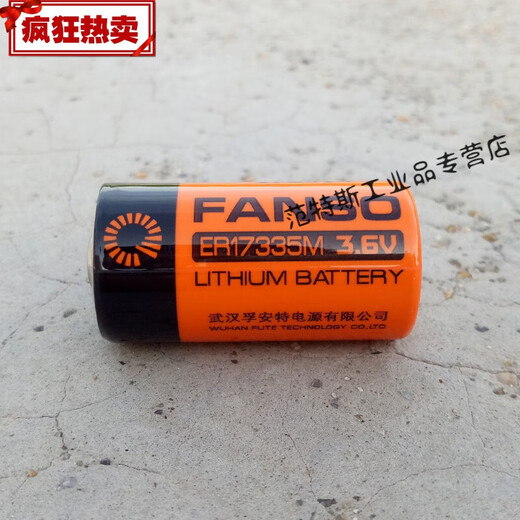 疯狂热卖
范特斯工业品专营店
FANSO
ER17335M 3.6V
LITHIUM BATTERY
武汉孚安特电源有限公司
WUHAN FUTE TECHNOLOGY CO.,LTD